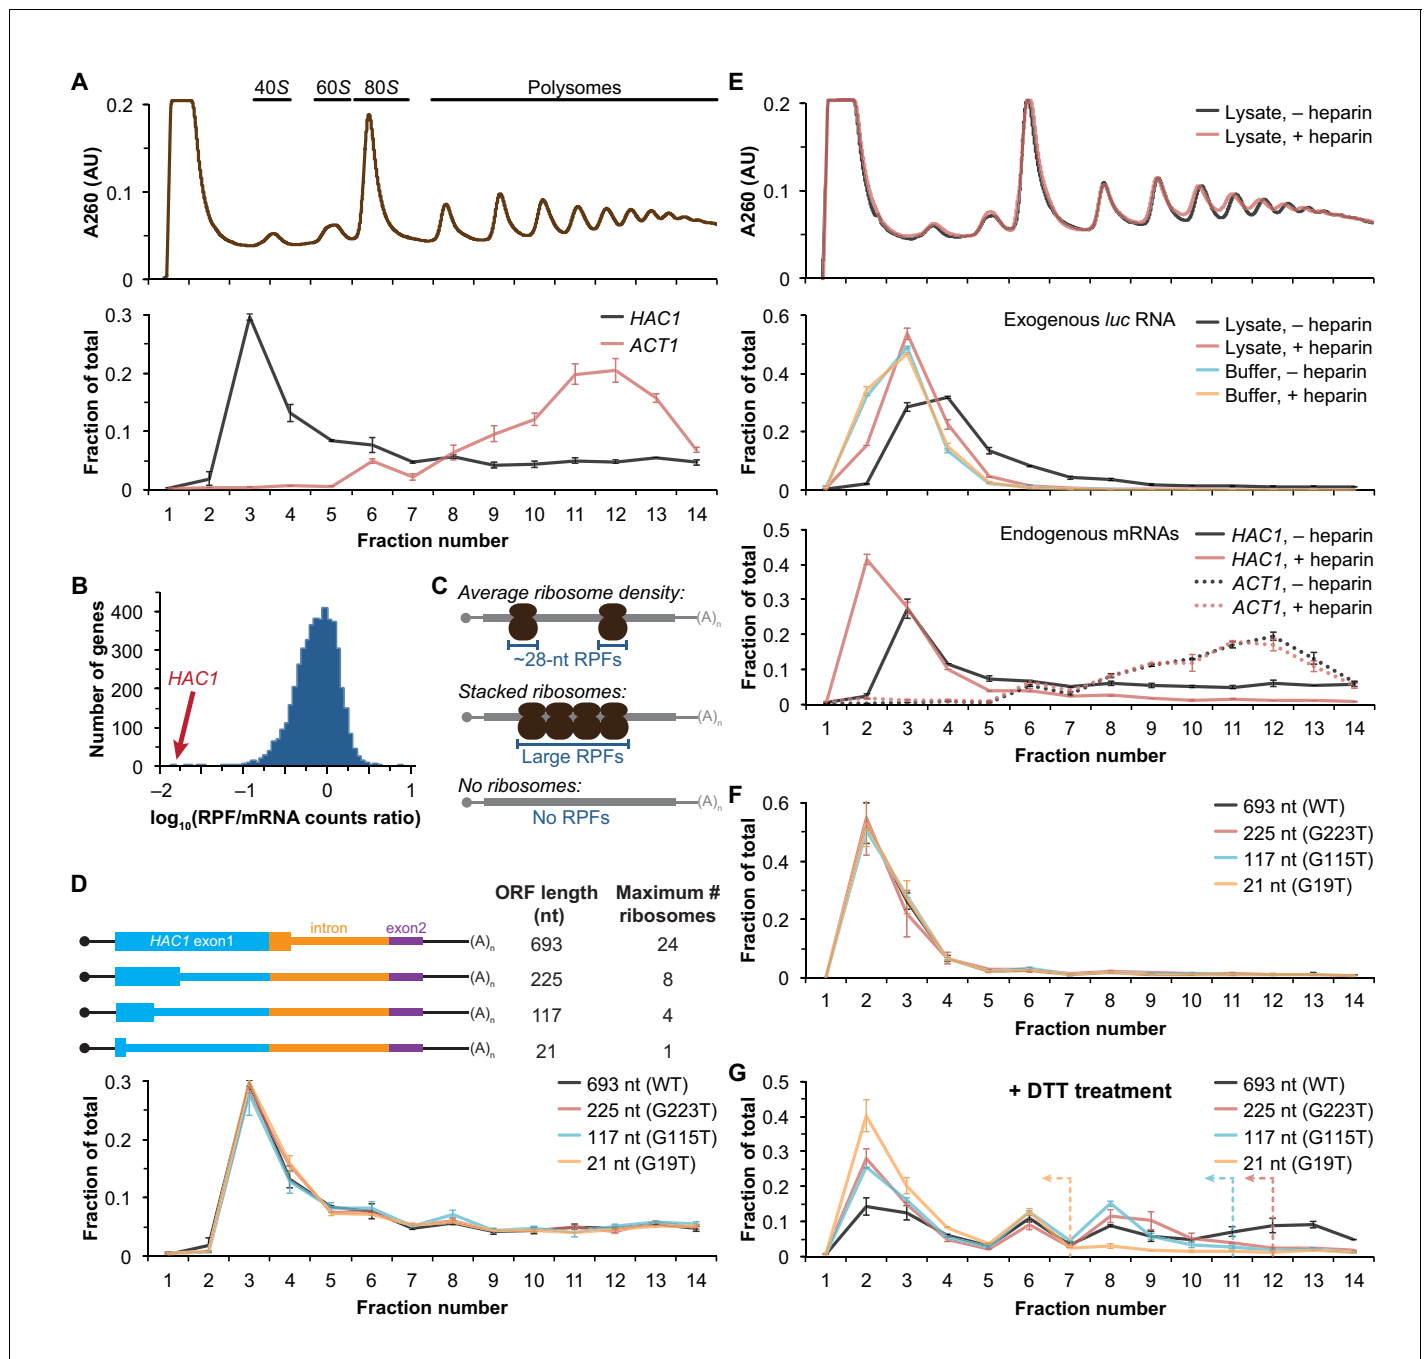 A
40S 60S 80S Polysomes
0.2
0.1
0
A260 (AU)
1 2 3 4 5 6 7 8 9 10 11 12 13 14
HAC1
ACT1
0.3
0.2
0.1
0
Fraction of total
1 2 3 4 5 6 7 8 9 10 11 12 13 14
Fraction number
B
400
300
200
100
0
Number of genes
HAC1
–2 –1 0 1
log10(RPF/mRNA counts ratio)
C
Average ribosome density:
(A)n
~28-nt RPFs
Stacked ribosomes:
(A)n
Large RPFs
No ribosomes:
(A)n
No RPFs
D
ORF length (nt)
Maximum # ribosomes
HAC1 exon1 intron exon2
(A)n 693 24
(A)n 225 8
(A)n 117 4
(A)n 21 1
693 nt (WT)
225 nt (G223T)
117 nt (G115T)
21 nt (G19T)
0.3
0.2
0.1
0
Fraction of total
1 2 3 4 5 6 7 8 9 10 11 12 13 14
Fraction number
E
Lysate, – heparin
Lysate, + heparin
0.2
0.1
0
A260 (AU)
Exogenous luc RNA
Lysate, – heparin
Lysate, + heparin
Buffer, – heparin
Buffer, + heparin
0.6
0.4
0.2
0
Fraction of total
Endogenous mRNAs
HAC1, – heparin
HAC1, + heparin
ACT1, – heparin
ACT1, + heparin
0.5
0.4
0.3
0.2
0.1
0
Fraction of total
1 2 3 4 5 6 7 8 9 10 11 12 13 14
Fraction number
F
693 nt (WT)
225 nt (G223T)
117 nt (G115T)
21 nt (G19T)
0.6
0.4
0.2
0
Fraction of total
1 2 3 4 5 6 7 8 9 10 11 12 13 14
Fraction number
G
+ DTT treatment
693 nt (WT)
225 nt (G223T)
117 nt (G115T)
21 nt (G19T)
0.5
0.4
0.3
0.2
0.1
0
Fraction of total
1 2 3 4 5 6 7 8 9 10 11 12 13 14
Fraction number